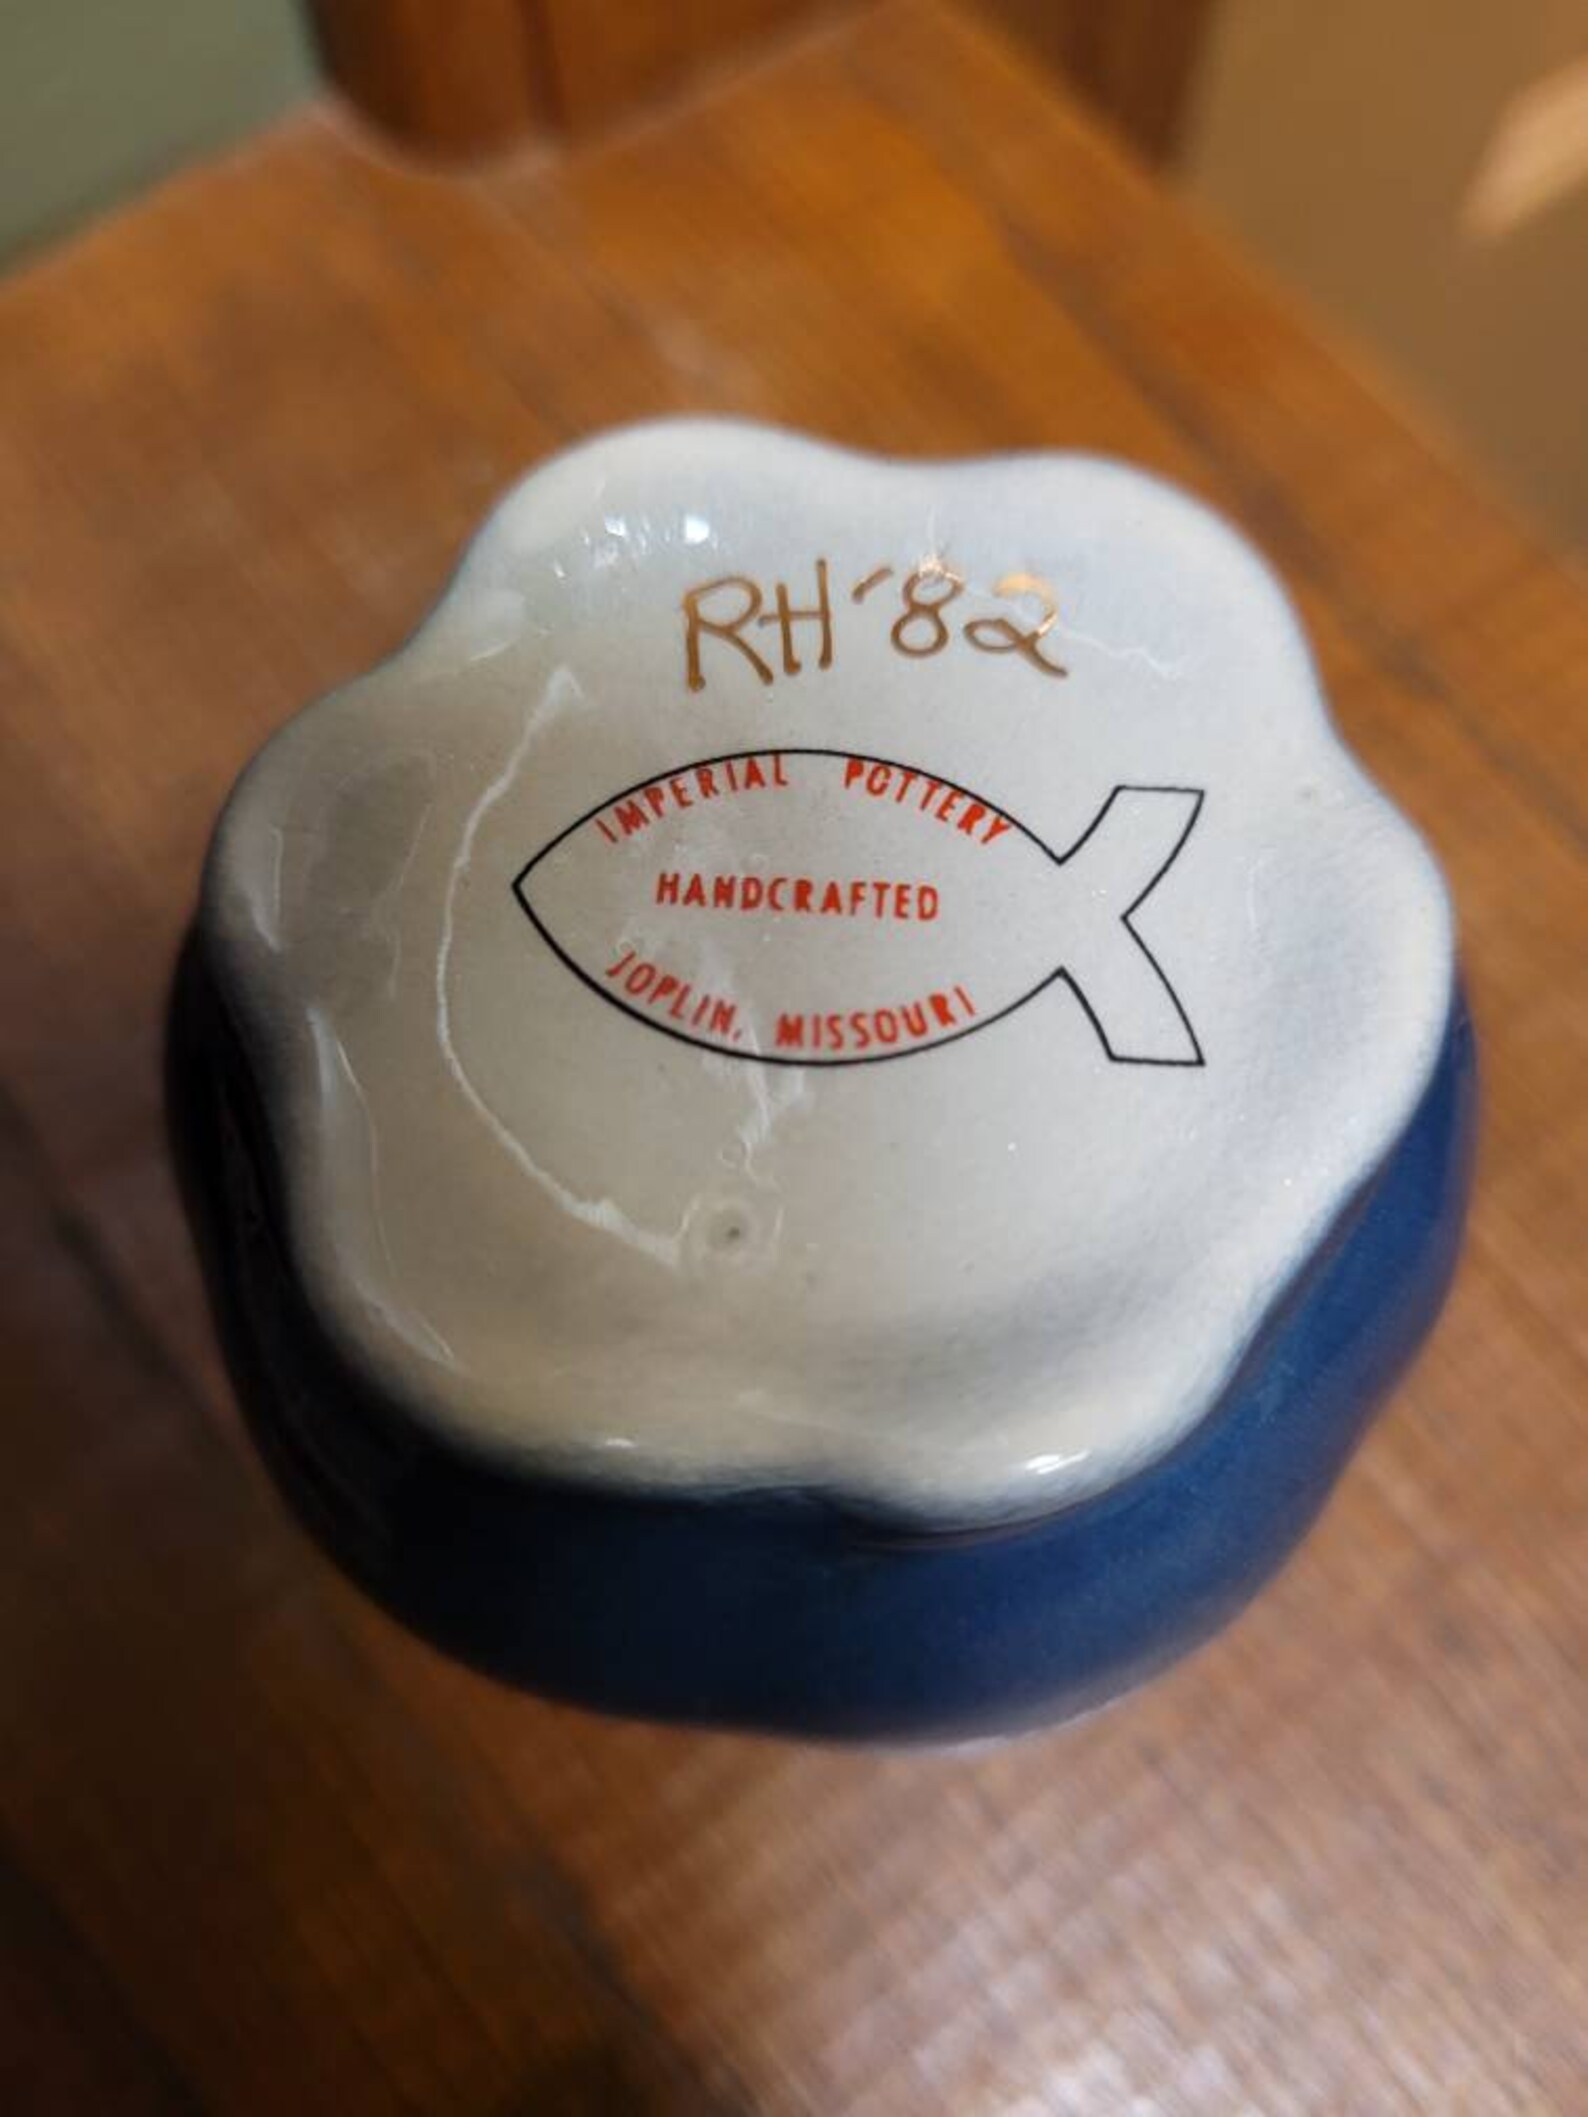 RH '82
IMPERIAL POTTERY
HANDCRAFTED
JOPLIN, MISSOURI